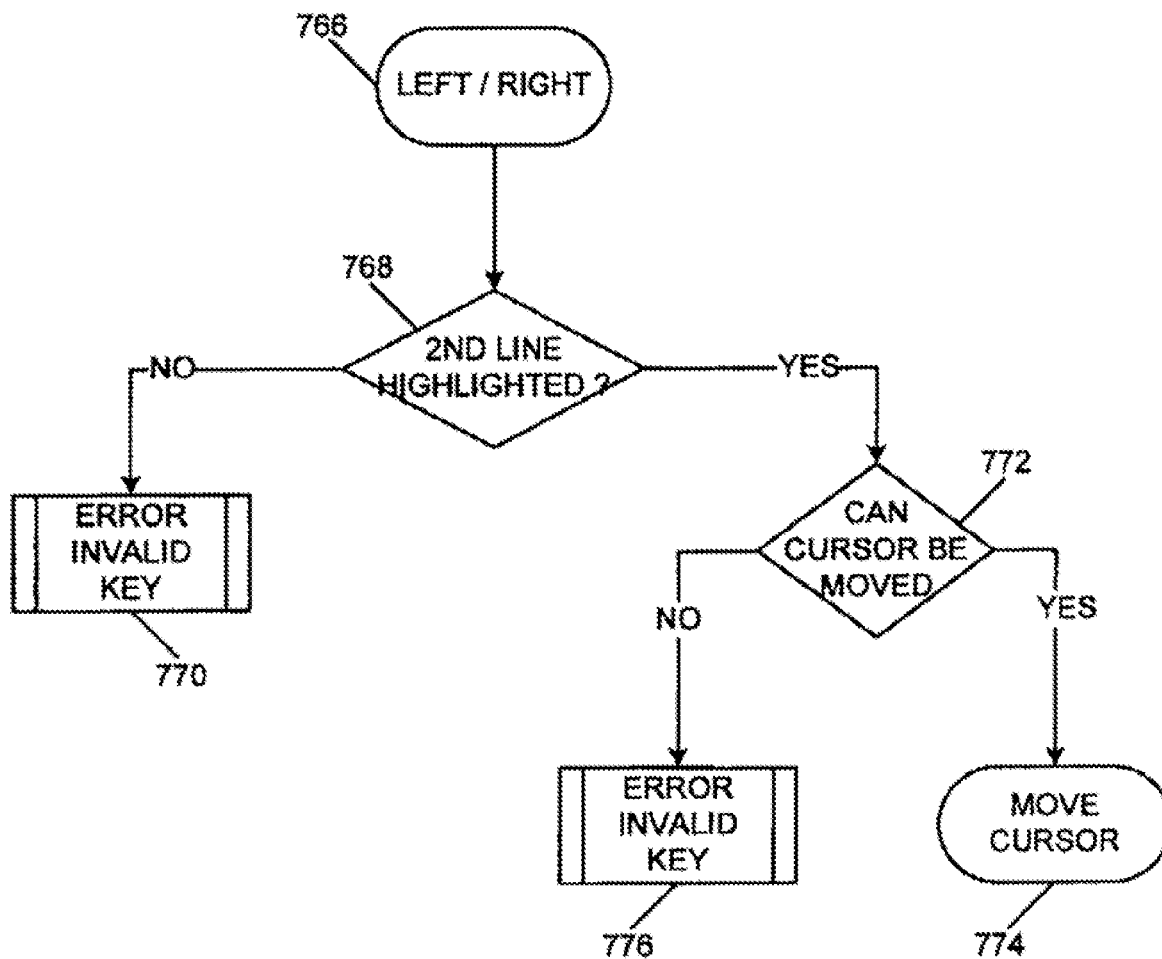 766
LEFT / RIGHT
768
2ND LINE
HIGHLIGHTED ?
NO
YES
772
ERROR
INVALID
KEY
770
CAN
CURSOR BE
MOVED
NO
YES
ERROR
INVALID
KEY
776
MOVE
CURSOR
774